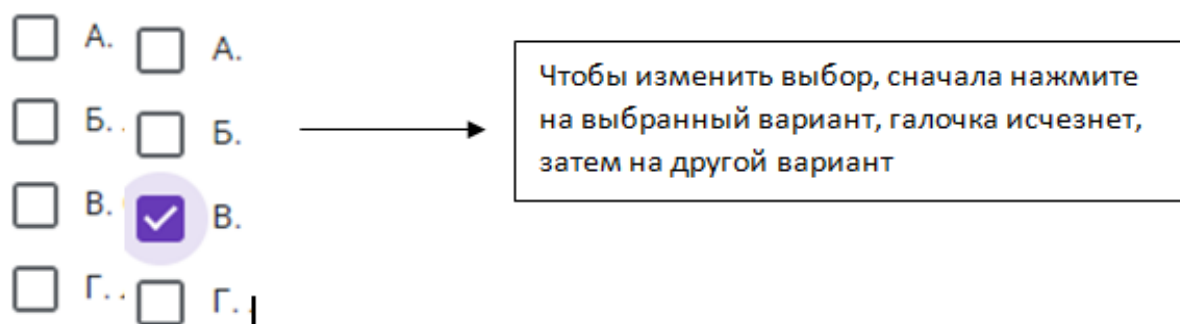 А. А.
Б. Б.
В. В.
Г. Г.
Чтобы изменить выбор, сначала нажмите
на выбранный вариант, галочка исчезнет,
затем на другой вариант